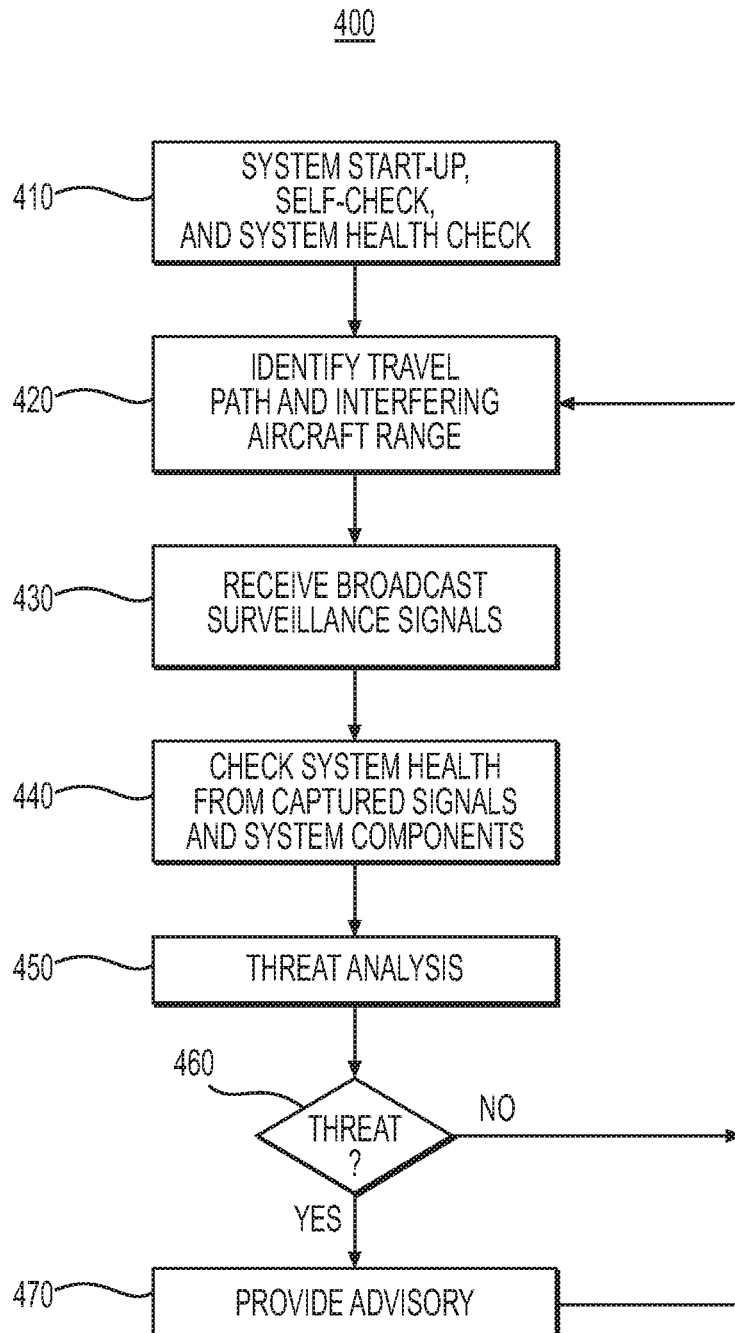 400
410
SYSTEM START-UP,
SELF-CHECK,
AND SYSTEM HEALTH CHECK
420
IDENTIFY TRAVEL
PATH AND INTERFERING
AIRCRAFT RANGE
430
RECEIVE BROADCAST
SURVEILLANCE SIGNALS
440
CHECK SYSTEM HEALTH
FROM CAPTURED SIGNALS
AND SYSTEM COMPONENTS
450
THREAT ANALYSIS
460
THREAT
?
NO
YES
470
PROVIDE ADVISORY